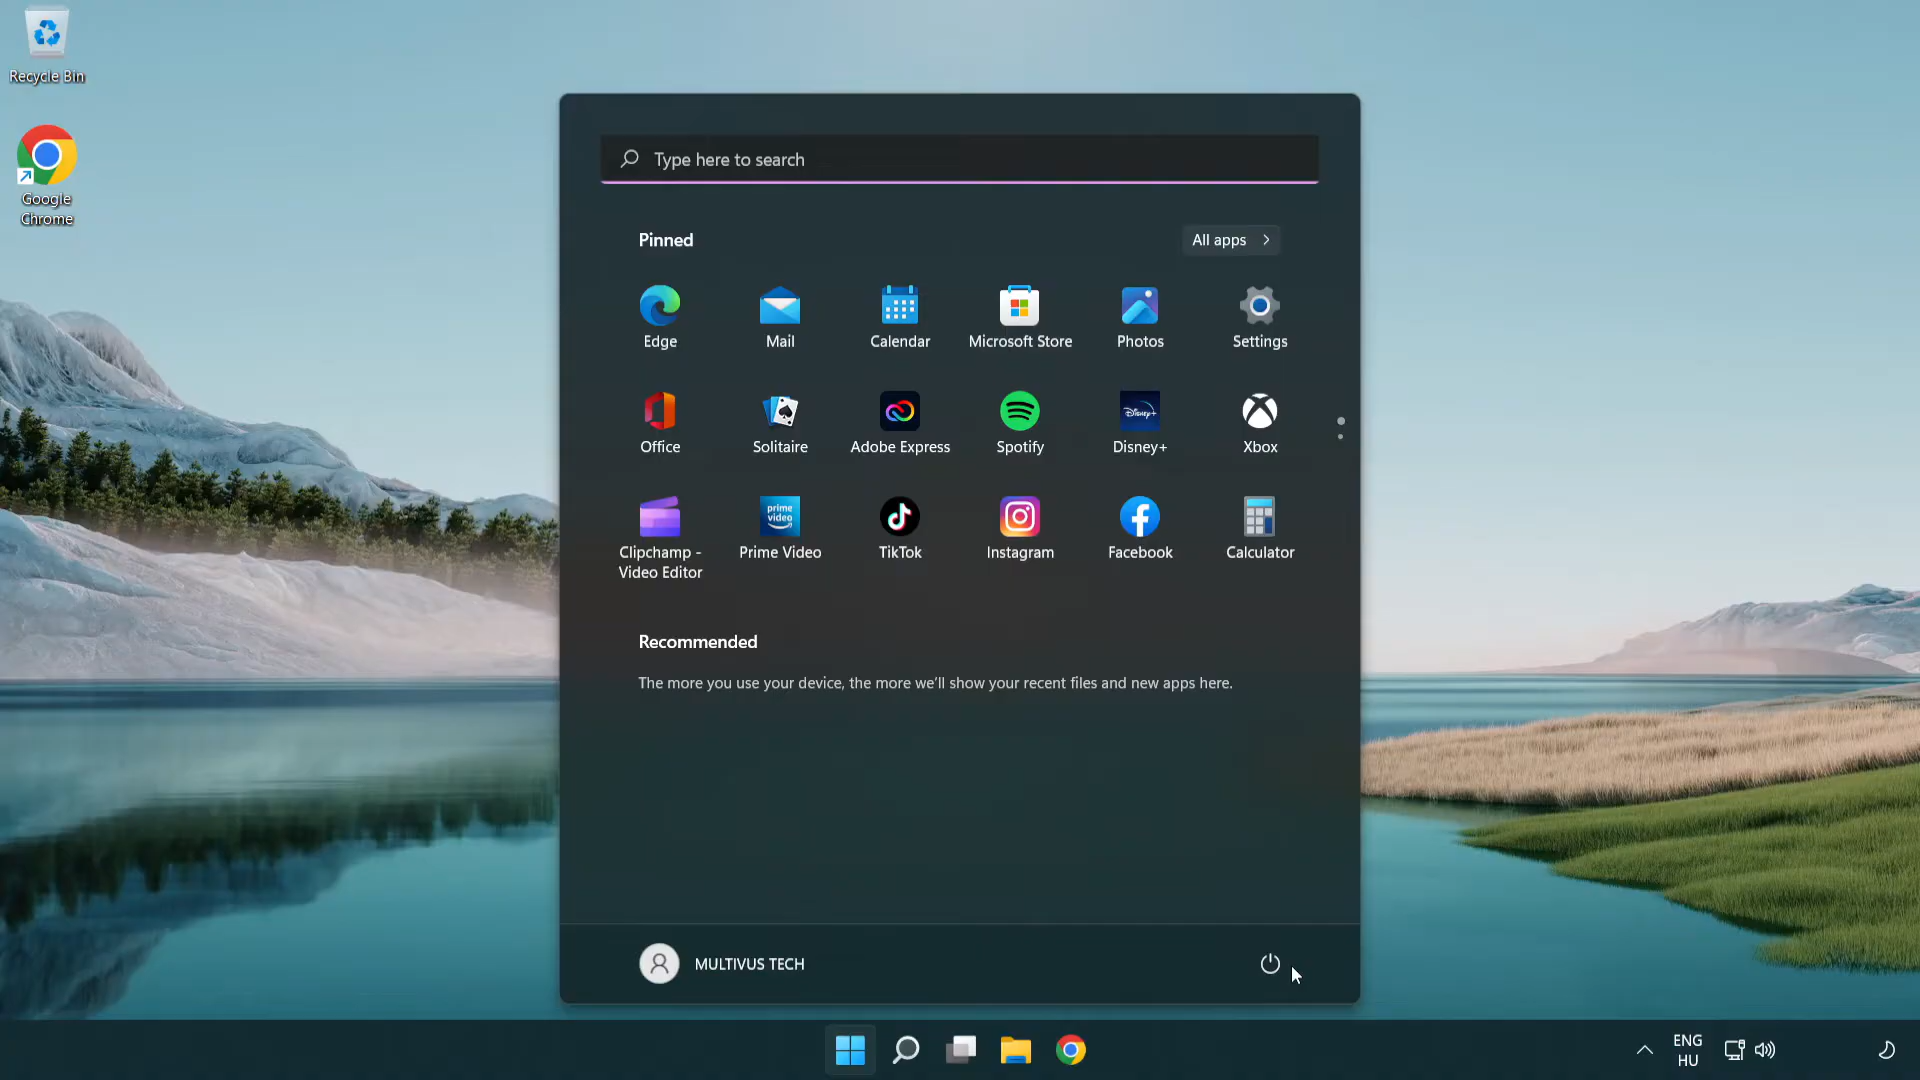 Recycle Bin
Google
Chrome
Type here to search
Pinned
All apps
Edge
Mail
Calendar
Microsoft Store
Photos
Settings
Disney+
Office
Solitaire
Adobe Express
Spotify
Disney+
Xbox
prime
video
Clipchamp -
Video Editor
Prime Video
TikTok
Instagram
Facebook
Calculator
Recommended
The more you use your device, the more we'll show your recent files and new apps here.
MULTIVUS TECH
ENG
HU